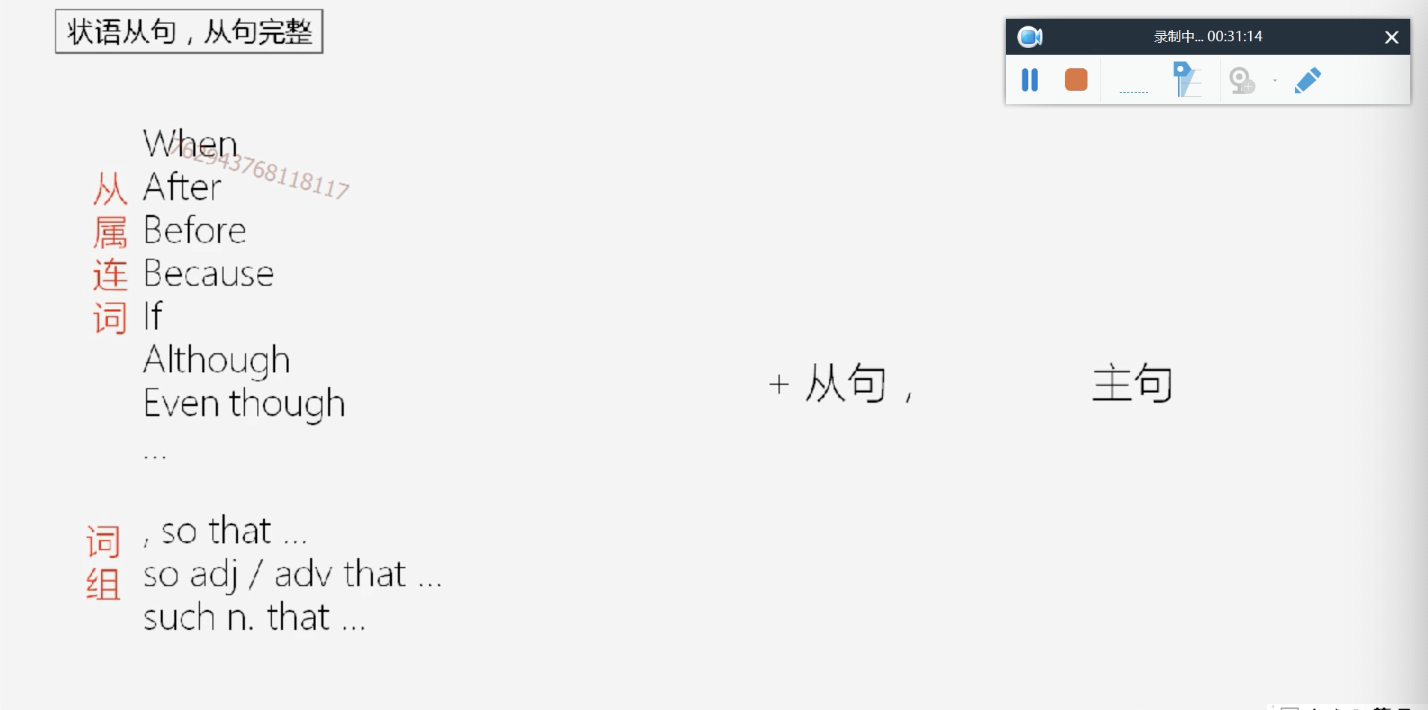 状语从句，从句完整
录制中... 00:31:14
When
762943768118117
从 After
属 Before
连 Because
词 If
Although
Even though
...
+ 从句， 主句
词 , so that ...
组 so adj / adv that ...
such n. that ...